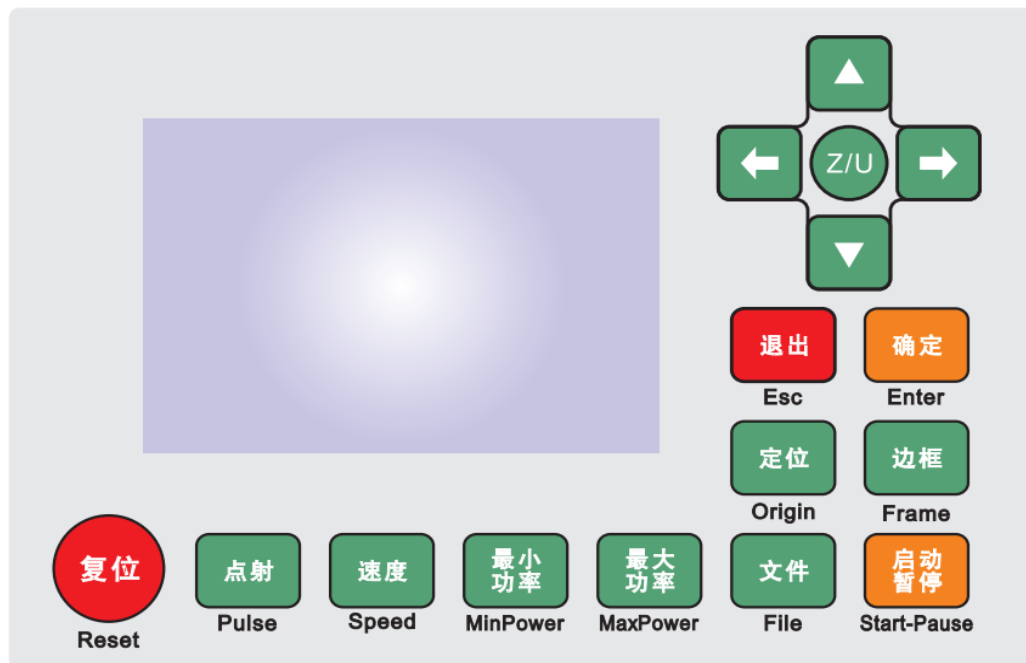 Z/U
退出
确定
Esc
Enter
定位
边框
Origin
Frame
复位
点射
速度
最小
功率
最大
功率
文件
启动
暂停
Reset
Pulse
Speed
MinPower
MaxPower
File
Start-Pause